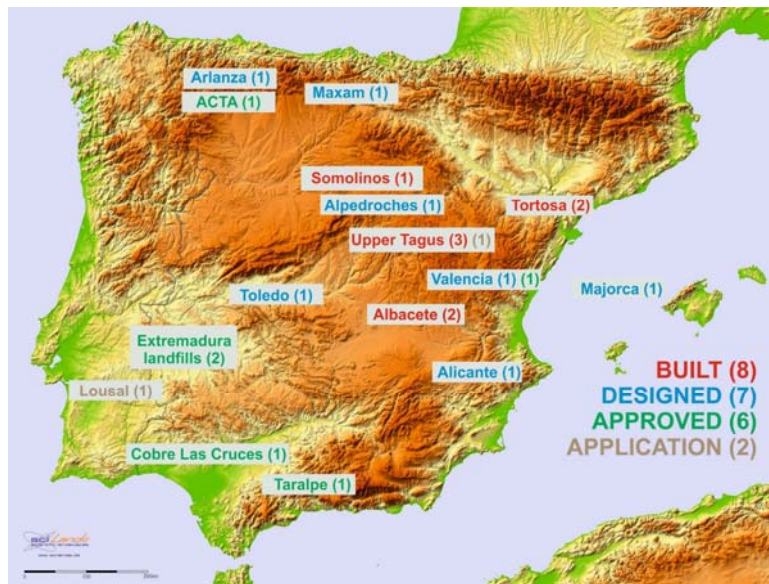 Arlanza (1)
ACTA (1)
Maxam (1)
Somolinos (1)
Alpedroches (1)
Tortosa (2)
Upper Tagus (3) (1)
Valencia (1) (1)
Majorca (1)
Toledo (1)
Albacete (2)
Extremadura
landfills (2)
Alicante (1)
Lousal (1)
BUILT (8)
DESIGNED (7)
APPROVED (6)
APPLICATION (2)
Cobre Las Cruces (1)
Taralpe (1)